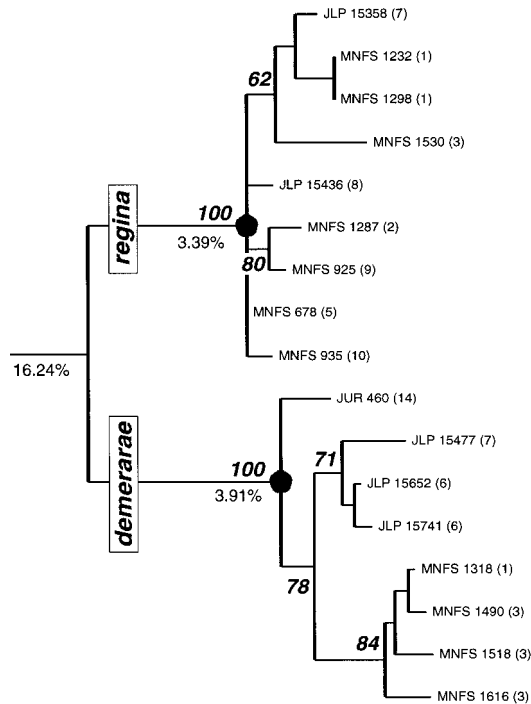 JLP 15358 (7)
MNFS 1232 (1)
62
MNFS 1298 (1)
MNFS 1530 (3)
JLP 15436 (8)
regina
100
MNFS 1287 (2)
3.39%
80
MNFS 925 (9)
MNFS 678 (5)
MNFS 935 (10)
16.24%
JUR 460 (14)
demerarae
JLP 15477 (7)
71
100
JLP 15652 (6)
3.91%
JLP 15741 (6)
MNFS 1318 (1)
78
MNFS 1490 (3)
84
MNFS 1518 (3)
MNFS 1616 (3)